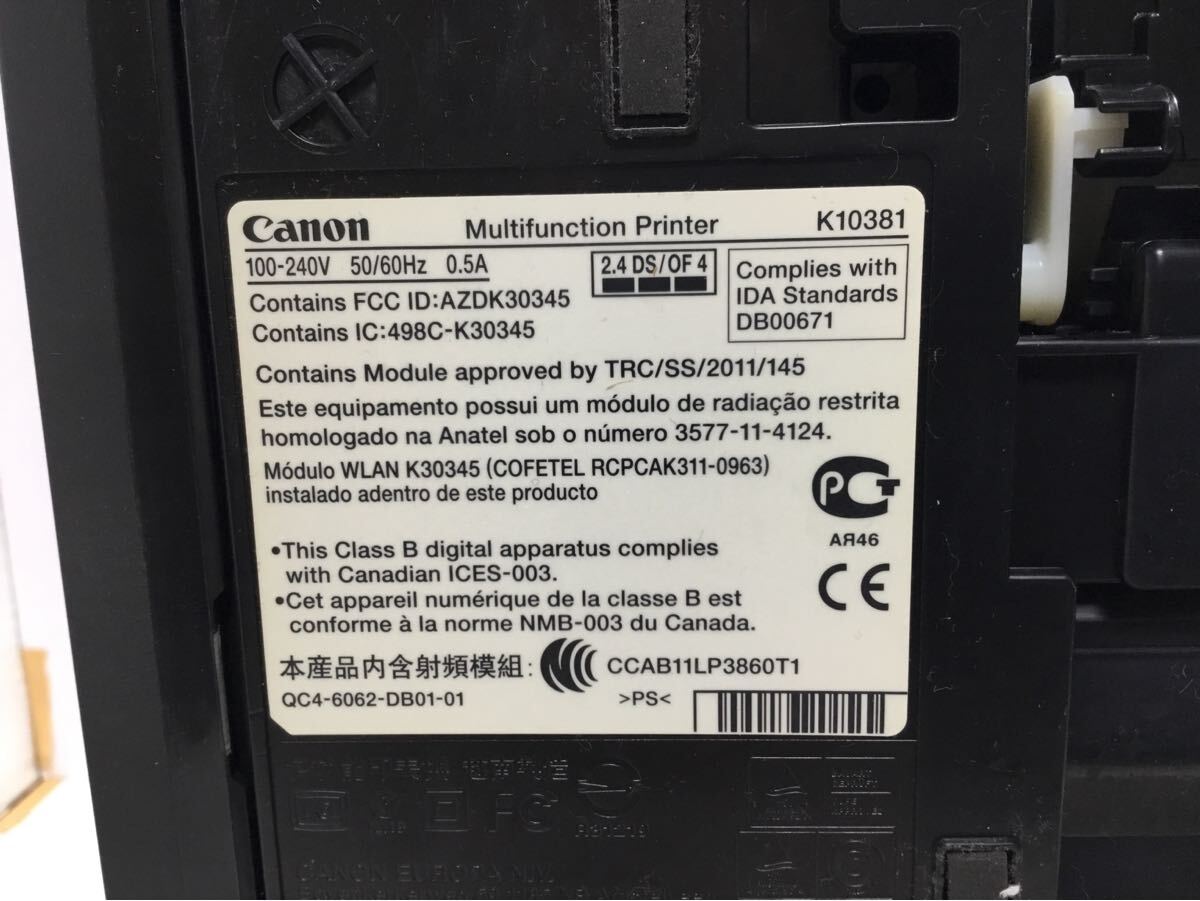 Canon Multifunction Printer K10381
100-240V 50/60Hz 0.5A
2.4 DS/OF 4
Complies with
IDA Standards
DB00671
Contains FCC ID:AZDK30345
Contains IC:498C-K30345
Contains Module approved by TRC/SS/2011/145
Este equipamento possui um módulo de radiação restrita
homologado na Anatel sob o número 3577-11-4124.
Módulo WLAN K30345 (COFETEL RCPCAK311-0963)
instalado adentro de este producto
PCT
АЯ46
•This Class B digital apparatus complies
with Canadian ICES-003.
CE
•Cet appareil numérique de la classe B est
conforme à la norme NMB-003 du Canada.
本產品內含射頻模組: CCAB11LP3860T1
QC4-6062-DB01-01 >PS<
FC
CANON EUROPA N.V.